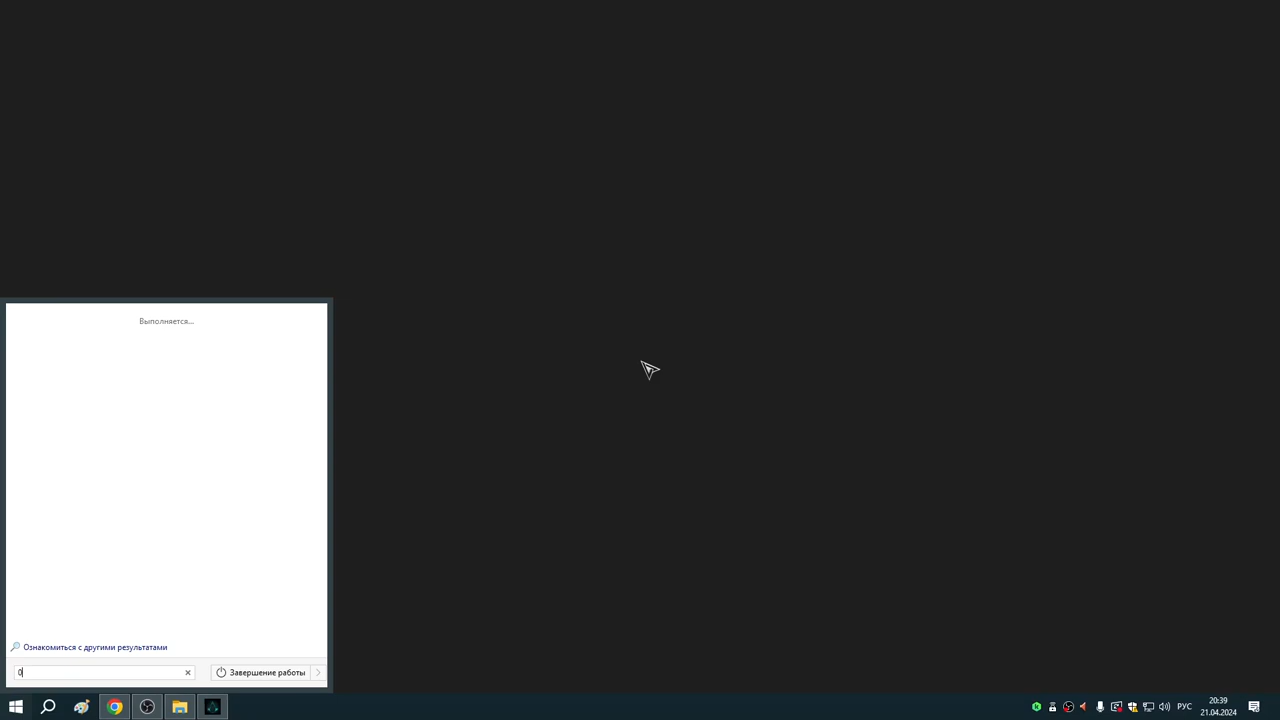 Выполняется...
Ознакомиться с другими результатами
0
Завершение работы
РУС
20:39
21.04.2024